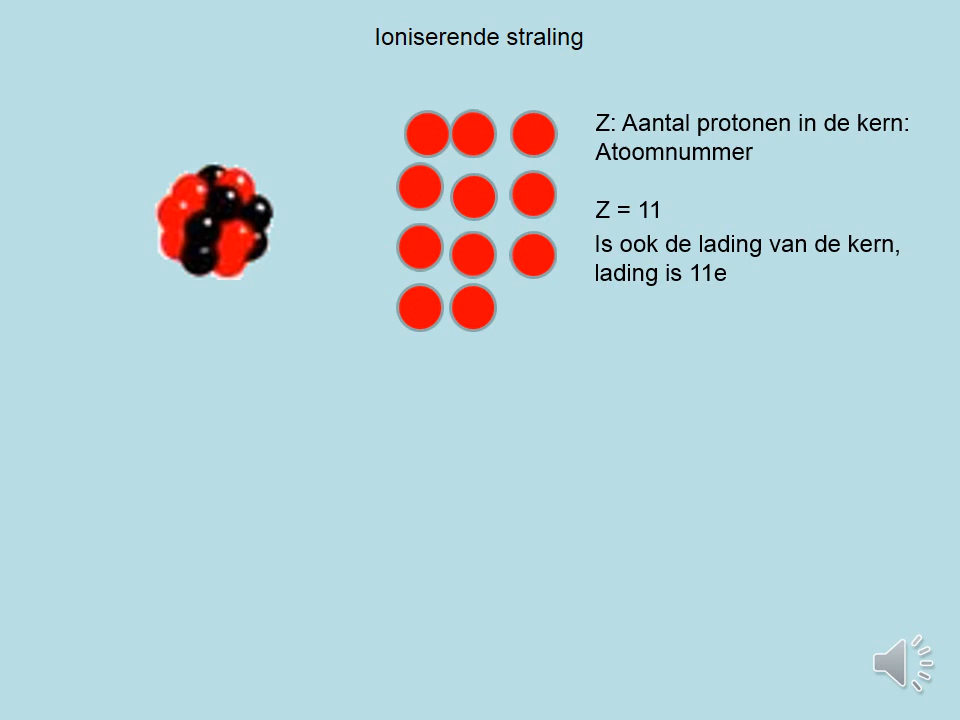 Ioniserende straling
Z: Aantal protonen in de kern:
Atoomnummer
Z = 11
Is ook de lading van de kern,
lading is 11e